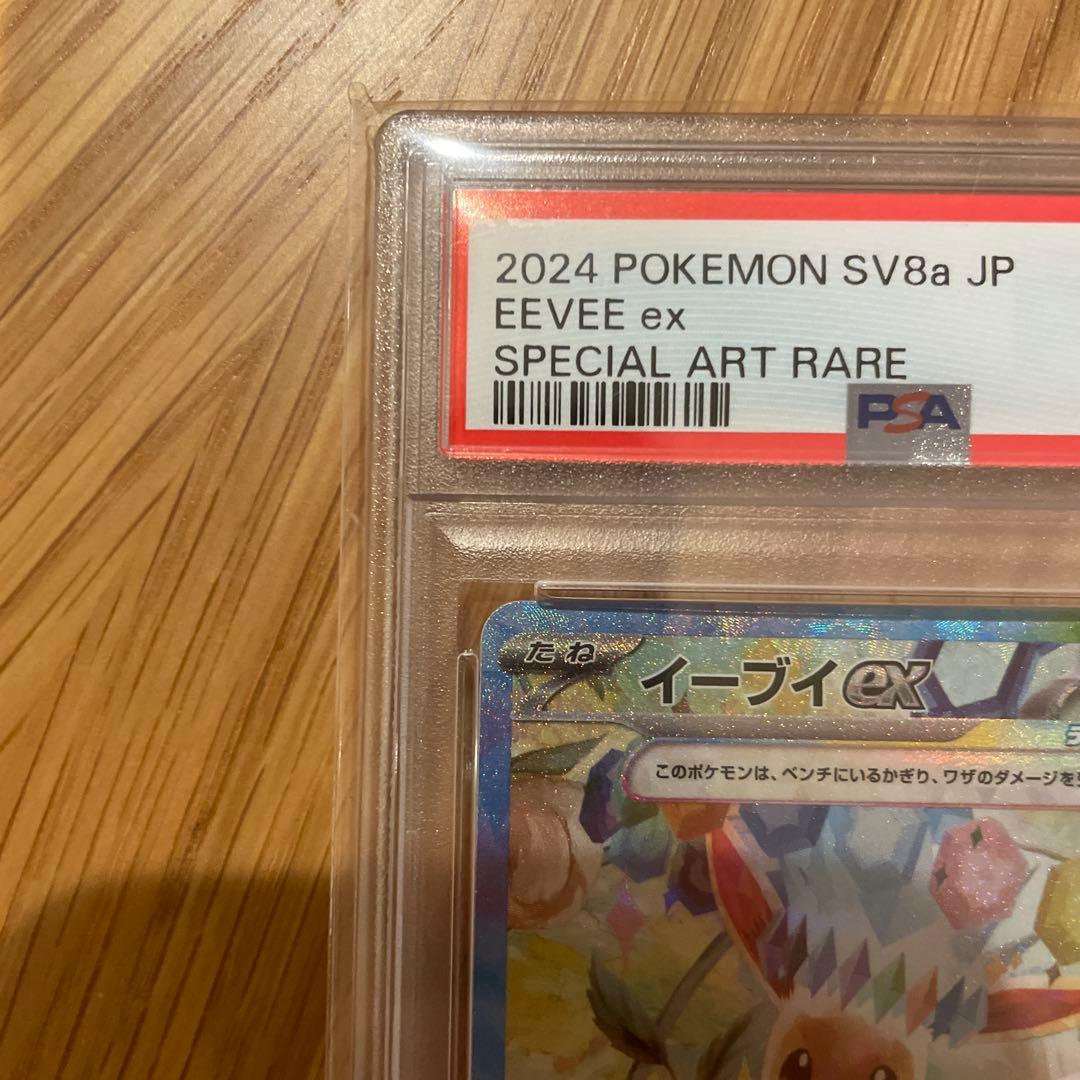 2024 POKEMON SV8a JP
EEVEE ex
SPECIAL ART RARE
PSA
たね
イーブイex
このポケモンは、ベンチにいるかぎり、ワザのダメージを